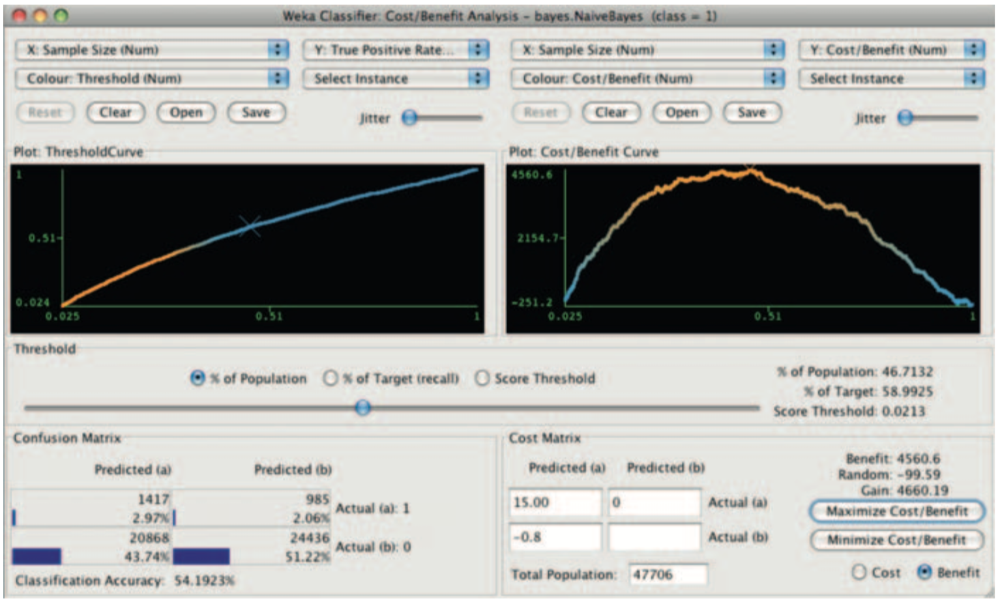 Weka Classifier: Cost/Benefit Analysis - bayes.NaiveBayes (class = 1)
X: Sample Size (Num)
Y: True Positive Rate...
X: Sample Size (Num)
Y: Cost/Benefit (Num)
Colour: Threshold (Num)
Select Instance
Colour: Cost/Benefit (Num)
Select Instance
Reset
Clear
Open
Save
Jitter
Reset
Clear
Open
Save
Jitter
Plot: ThresholdCurve
1
0.51
0.024
0.025
0.51
1
Plot: Cost/Benefit Curve
4560.6
2154.7
-251.2
0.025
0.51
1
Threshold
% of Population
% of Target (recall)
Score Threshold
% of Population: 46.7132
% of Target: 58.9925
Score Threshold: 0.0213
Confusion Matrix
Predicted (a)
Predicted (b)
1417
985
Actual (a): 1
2.97%
2.06%
20868
24436
Actual (b): 0
43.74%
51.22%
Classification Accuracy: 54.1923%
Cost Matrix
Predicted (a)
Predicted (b)
15.00
0
Actual (a)
-0.8
Actual (b)
Total Population: 47706
Benefit: 4560.6
Random: -99.59
Gain: 4660.19
Maximize Cost/Benefit
Minimize Cost/Benefit
Cost
Benefit